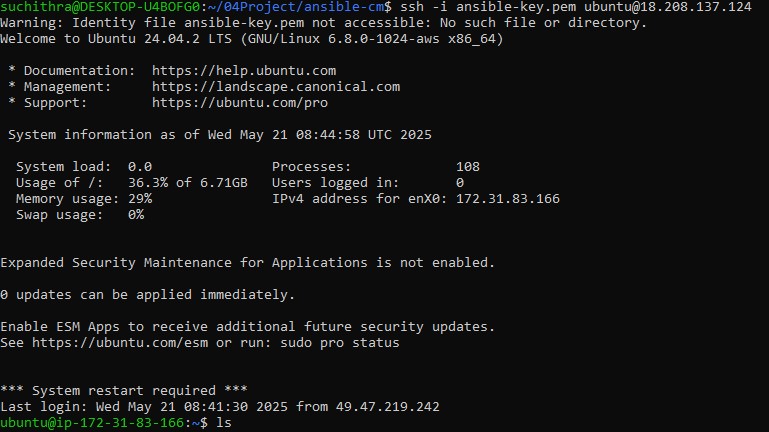 suchithra@DESKTOP-U4BOFG0:~/04Project/ansible-cm$ ssh -i ansible-key.pem ubuntu@18.208.137.124
Warning: Identity file ansible-key.pem not accessible: No such file or directory.
Welcome to Ubuntu 24.04.2 LTS (GNU/Linux 6.8.0-1024-aws x86_64)
* Documentation:  https://help.ubuntu.com
* Management:     https://landscape.canonical.com
* Support:        https://ubuntu.com/pro
System information as of Wed May 21 08:44:58 UTC 2025
System load:  0.0                Processes:             108
Usage of /:   36.3% of 6.71GB   Users logged in:       0
Memory usage: 29%                IPv4 address for enX0: 172.31.83.166
Swap usage:   0%
Expanded Security Maintenance for Applications is not enabled.
0 updates can be applied immediately.
Enable ESM Apps to receive additional future security updates.
See https://ubuntu.com/esm or run: sudo pro status
*** System restart required ***
Last login: Wed May 21 08:41:30 2025 from 49.47.219.242
ubuntu@ip-172-31-83-166:~$ ls